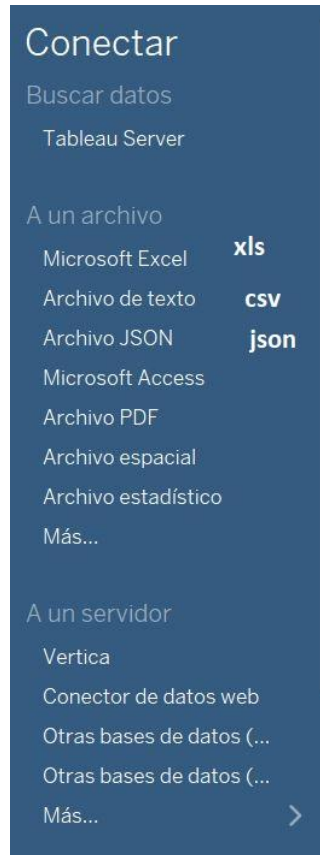 Conectar
Buscar datos
Tableau Server
A un archivo
Microsoft Excel xls
Archivo de texto csv
Archivo JSON json
Microsoft Access
Archivo PDF
Archivo espacial
Archivo estadístico
Más...
A un servidor
Vertica
Conector de datos web
Otras bases de datos (...
Otras bases de datos (...
Más...